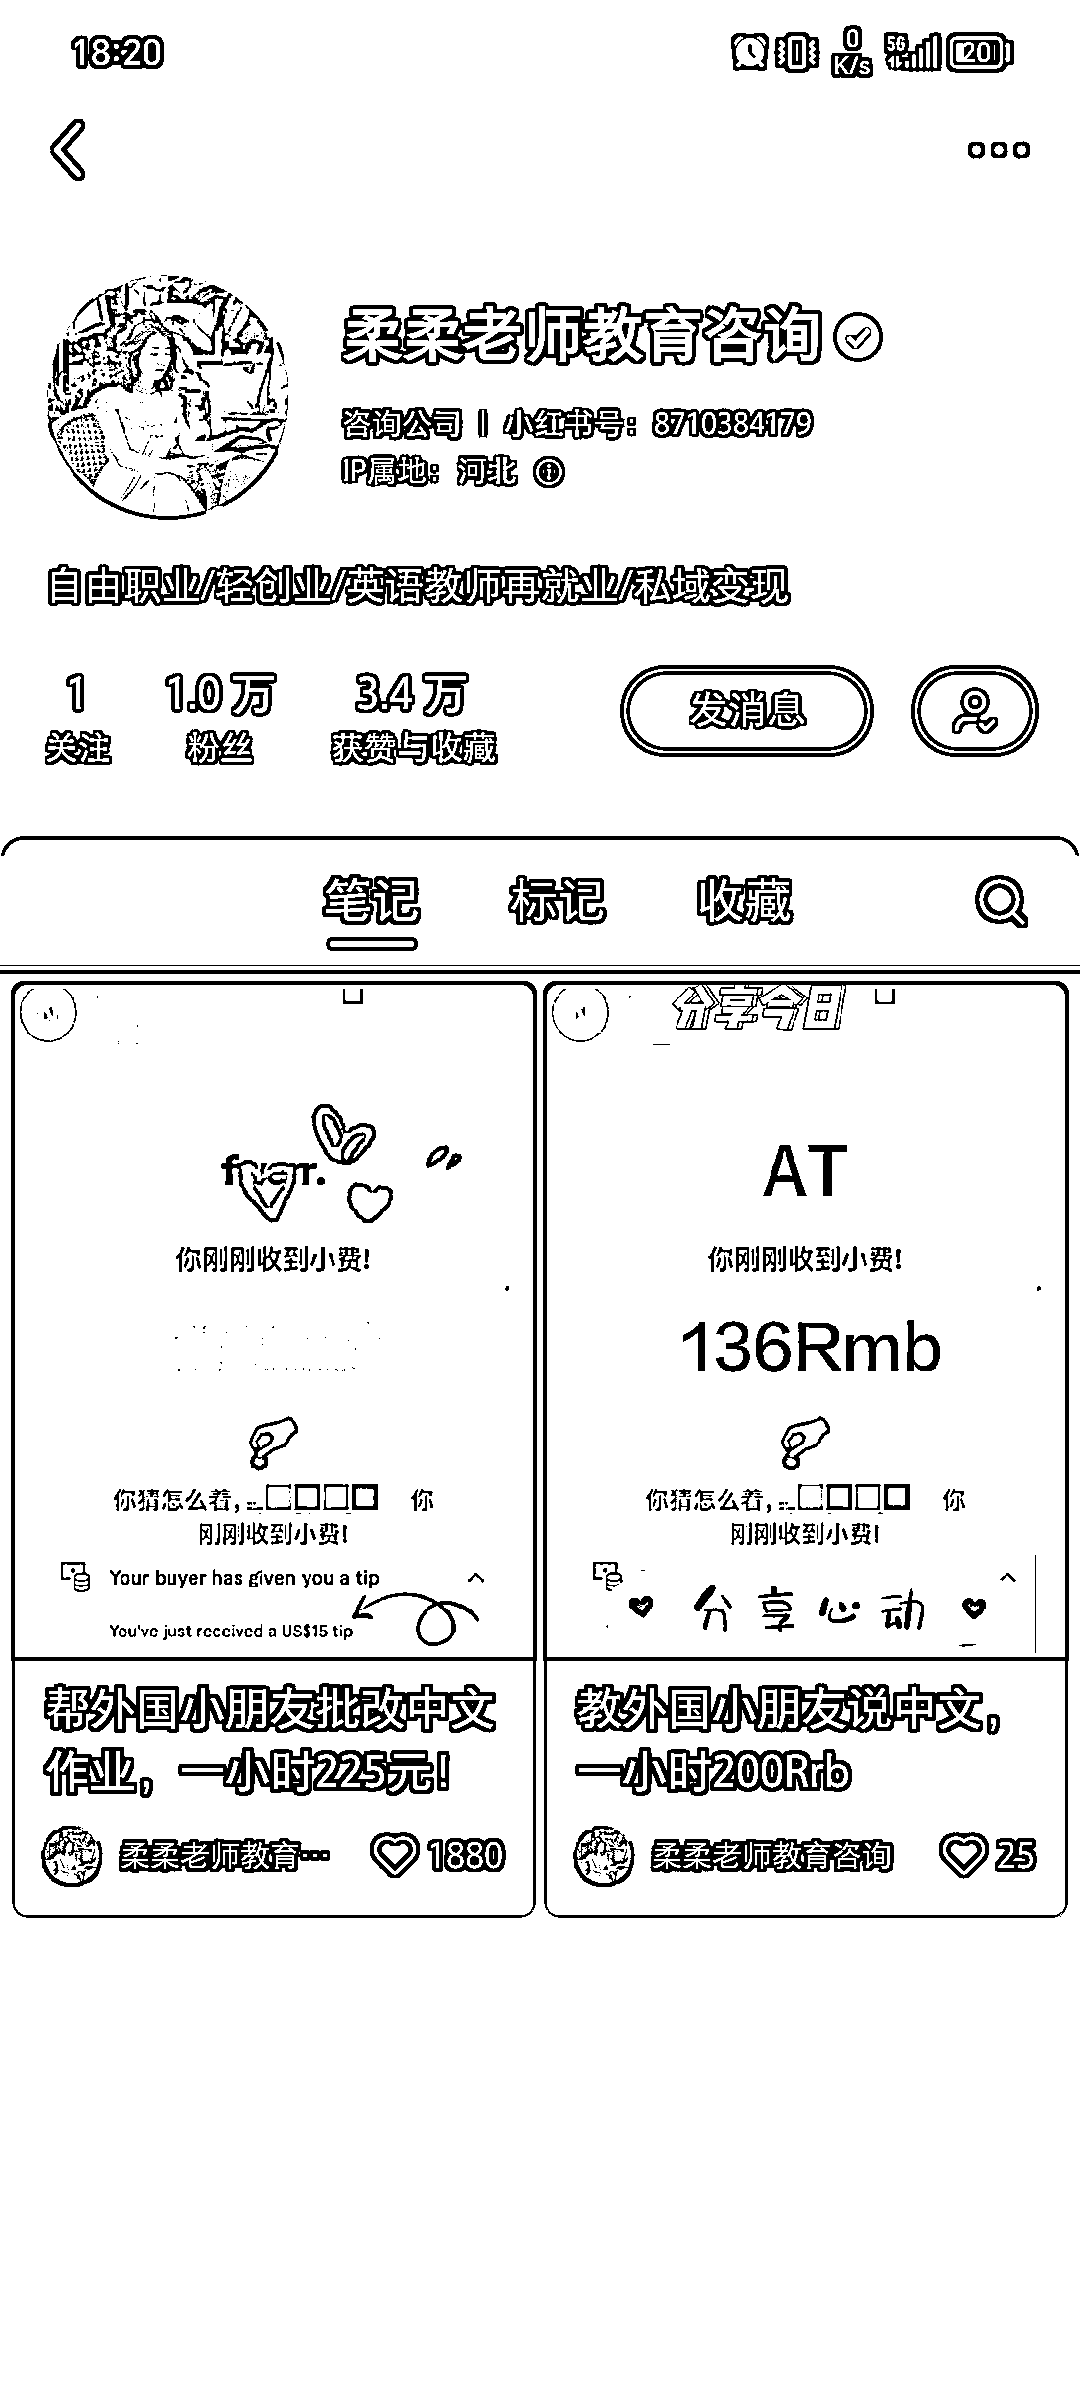 18:20
0
K/s
5G
20
柔柔老师教育咨询
咨询公司 | 小红书号：8710384179
IP属地：河北
自由职业/轻创业/英语教师再就业/私域变现
1
1.0万
3.4万
关注
粉丝
获赞与收藏
发消息
笔记
标记
收藏
你刚刚收到小费!
你猜怎么着,
你
刚刚收到小费!
Your buyer has given you a tip
You've just received a US$15 tip
帮外国小朋友批改中文
作业，一小时225元！
柔柔老师教育…
1880
分享今日
AT
你刚刚收到小费!
136Rmb
你猜怎么着,
你
刚刚收到小费!
分享心动
教外国小朋友说中文，
一小时200Rrb
柔柔老师教育咨询
25